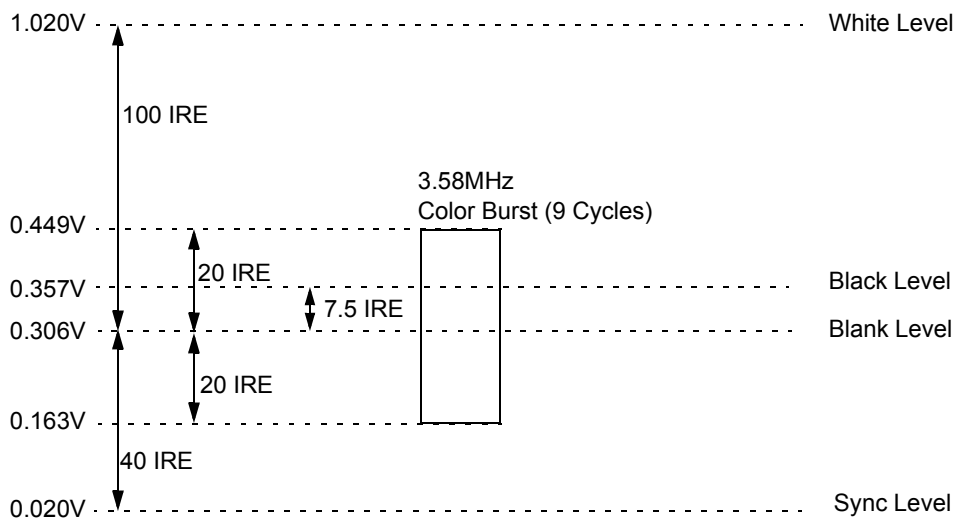 1.020V
White Level
100 IRE
3.58MHz
Color Burst (9 Cycles)
0.449V
20 IRE
0.357V
Black Level
7.5 IRE
0.306V
Blank Level
20 IRE
0.163V
40 IRE
0.020V
Sync Level